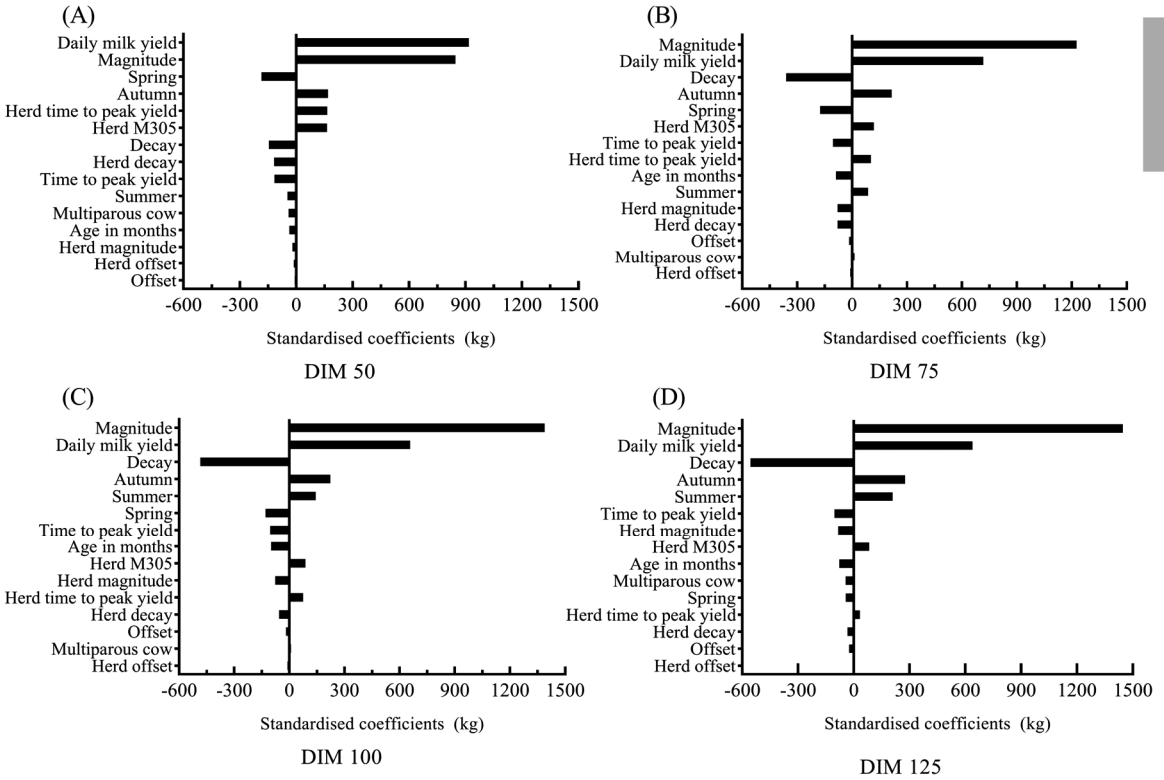 (A)
Daily milk yield
Magnitude
Spring
Autumn
Herd time to peak yield
Herd M305
Decay
Herd decay
Time to peak yield
Summer
Multiparous cow
Age in months
Herd magnitude
Herd offset
Offset
-600 -300 0 300 600 900 1200 1500
Standardised coefficients (kg)
DIM 50
(B)
Magnitude
Daily milk yield
Decay
Autumn
Spring
Herd M305
Time to peak yield
Herd time to peak yield
Age in months
Summer
Herd magnitude
Herd decay
Offset
Multiparous cow
Herd offset
-600 -300 0 300 600 900 1200 1500
Standardised coefficients (kg)
DIM 75
(C)
Magnitude
Daily milk yield
Decay
Autumn
Summer
Spring
Time to peak yield
Age in months
Herd M305
Herd magnitude
Herd time to peak yield
Herd decay
Offset
Multiparous cow
Herd offset
-600 -300 0 300 600 900 1200 1500
Standardised coefficients (kg)
DIM 100
(D)
Magnitude
Daily milk yield
Decay
Autumn
Summer
Time to peak yield
Herd magnitude
Herd M305
Age in months
Multiparous cow
Spring
Herd time to peak yield
Herd decay
Offset
Herd offset
-600 -300 0 300 600 900 1200 1500
Standardised coefficients (kg)
DIM 125